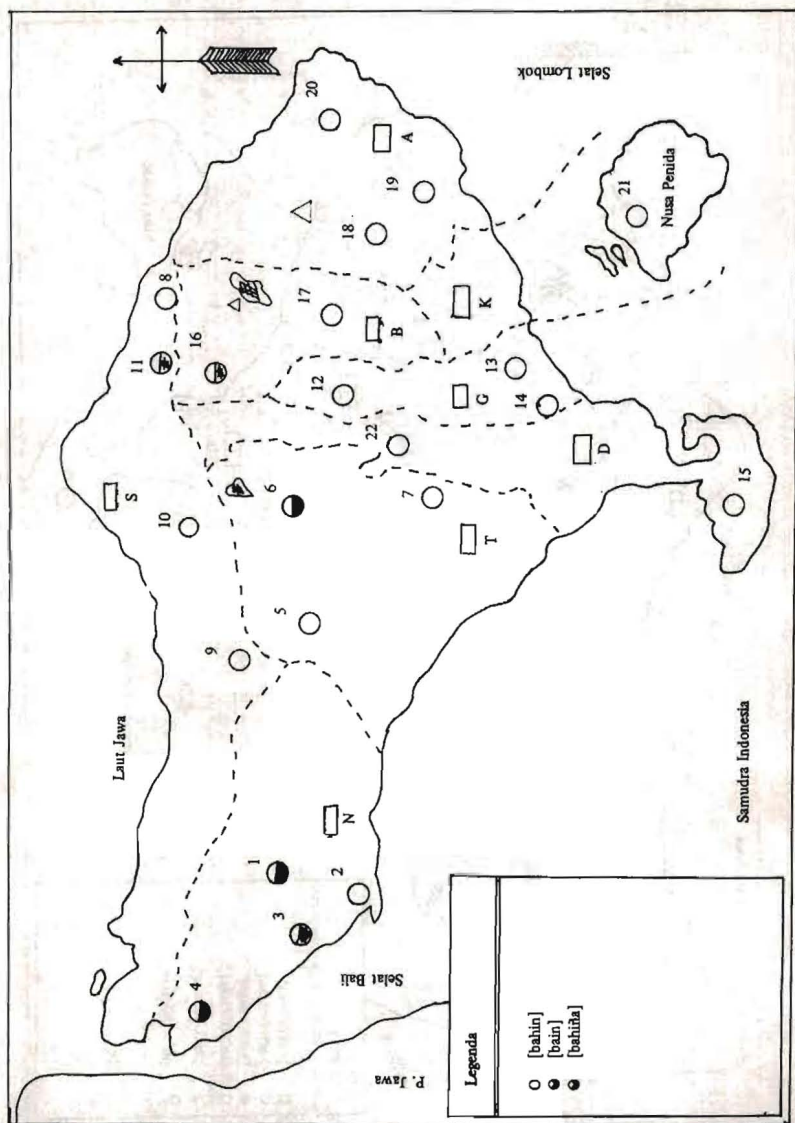 20
Selat Lombok
A
19
18
21
Nusa Penida
8
17
K
B
16
11
13
12
G
14
22
D
S
6
7
10
T
15
5
9
Laut Jawa
N
Samudra Indonesia
1
2
3
4
Selat Bali
P. Jawa
Legenda
[bahin]
[bain]
[bahiña]